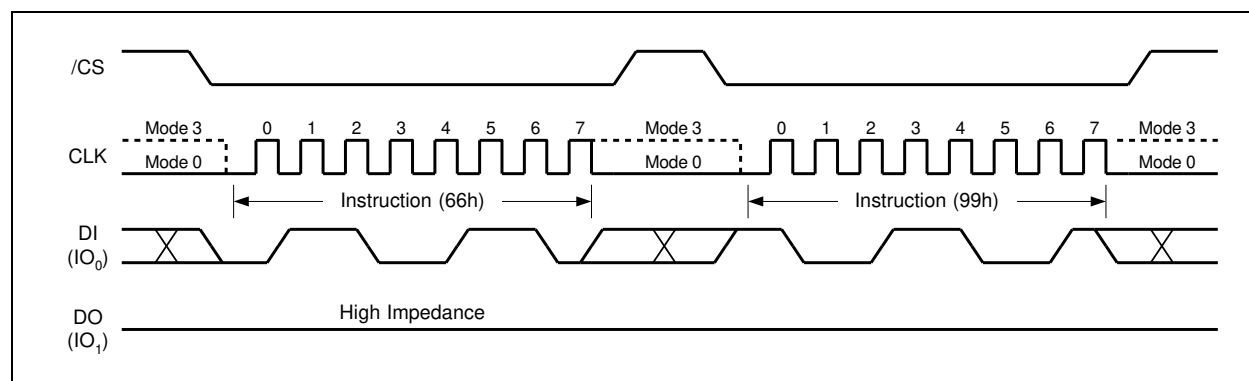 /CS
Mode 3 0 1 2 3 4 5 6 7 Mode 3 0 1 2 3 4 5 6 7 Mode 3
CLK Mode 0 Mode 0 Mode 0
Instruction (66h) Instruction (99h)
DI
(IO0)
High Impedance
DO
(IO1)